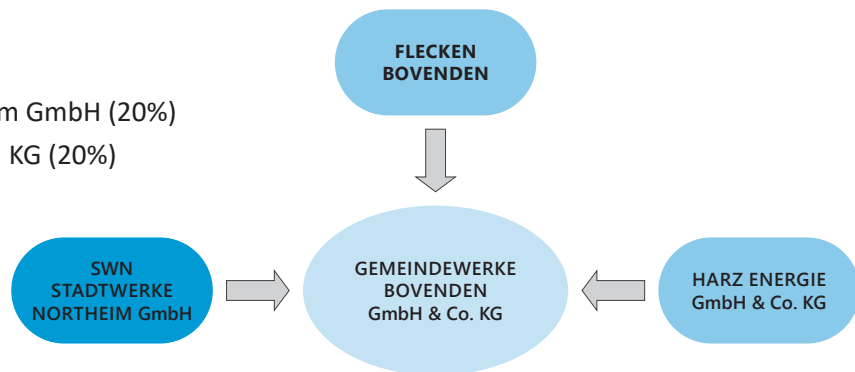 FLECKEN
BOVENDEN
m GmbH (20%)
KG (20%)
SWN
STADTWERKE
NORTHEIM GmbH
GEMEINDEWERKE
BOVENDEN
GmbH & Co. KG
HARZ ENERGIE
GmbH & Co. KG